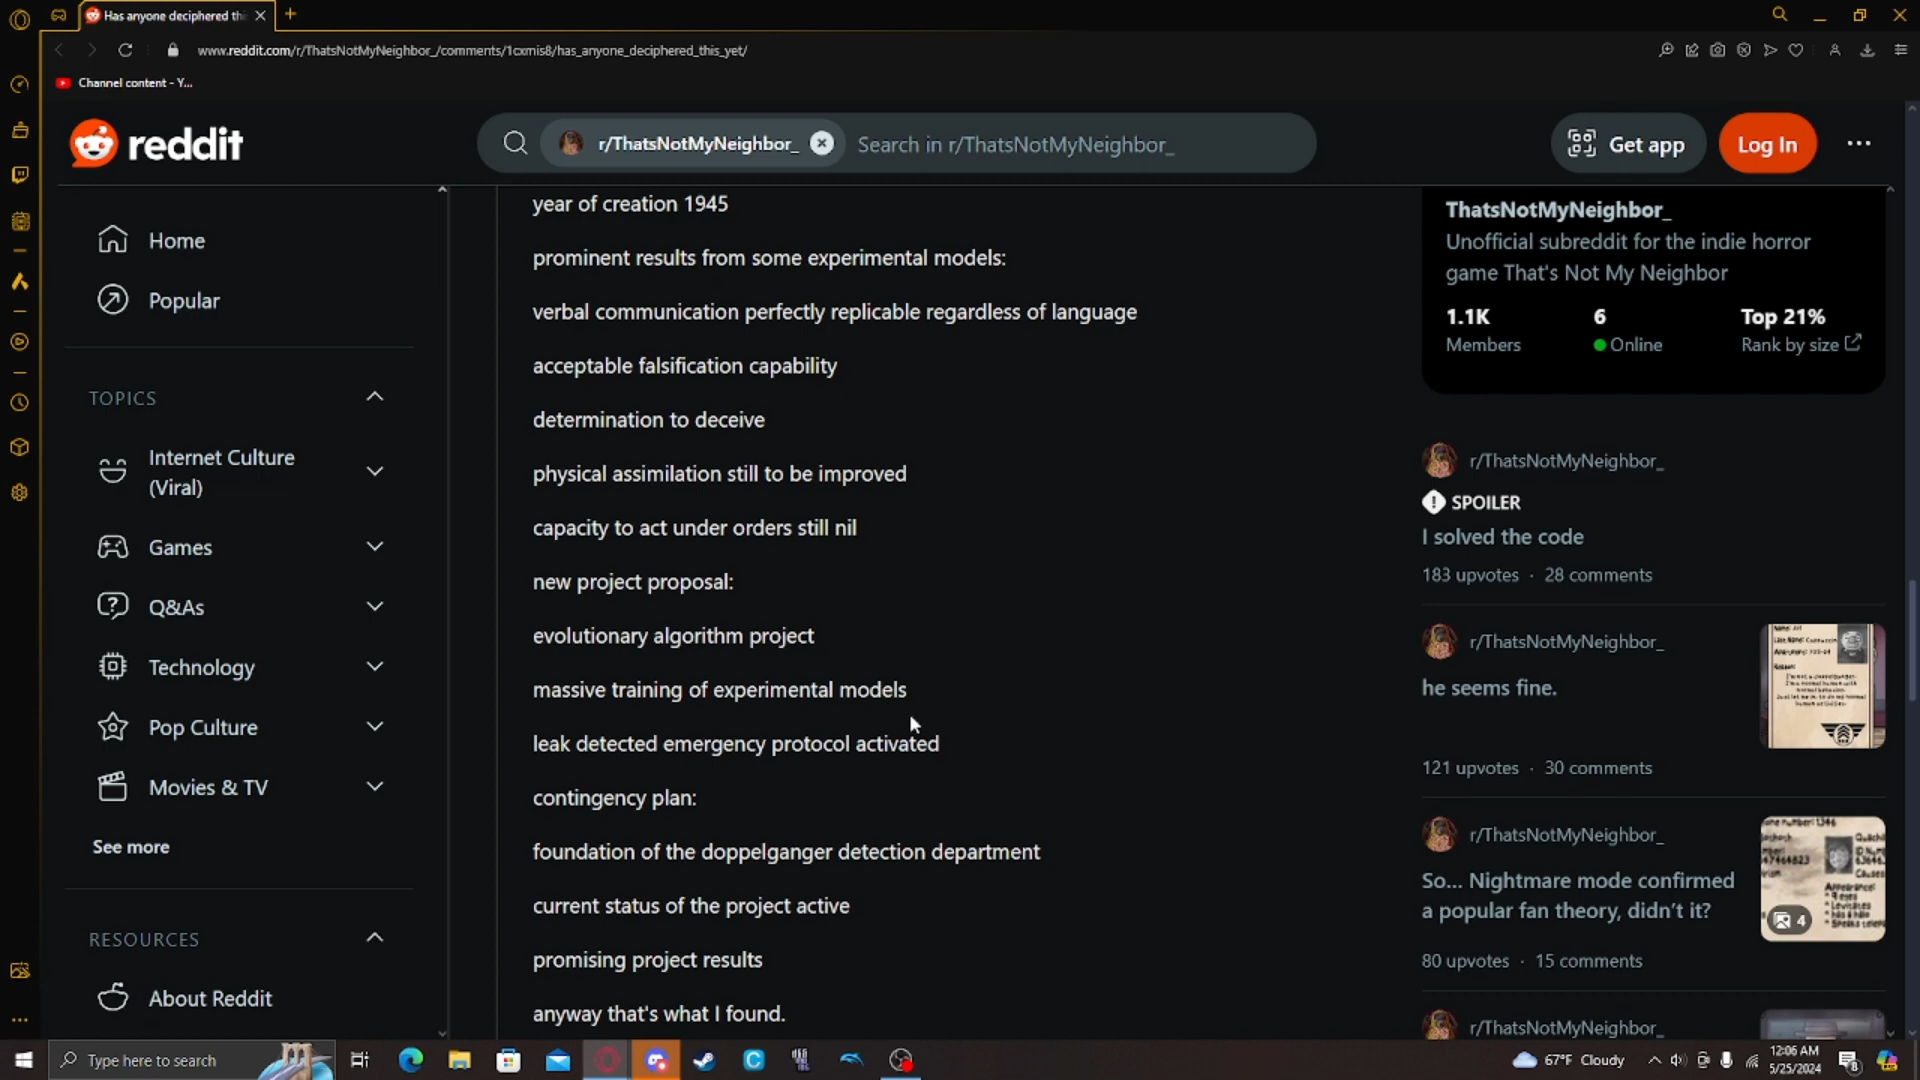 Has anyone deciphered thi
www.reddit.com/r/ThatsNotMyNeighbor_/comments/1cxmis8/has_anyone_deciphered_this_yet/
Channel content - Y...
reddit
r/ThatsNotMyNeighbor_
Search in r/ThatsNotMyNeighbor_
Get app
Log In
Home
Popular
TOPICS
Internet Culture
(Viral)
Games
Q&As
Technology
Pop Culture
Movies & TV
See more
RESOURCES
About Reddit
year of creation 1945
prominent results from some experimental models:
verbal communication perfectly replicable regardless of language
acceptable falsification capability
determination to deceive
physical assimilation still to be improved
capacity to act under orders still nil
new project proposal:
evolutionary algorithm project
massive training of experimental models
leak detected emergency protocol activated
contingency plan:
foundation of the doppelganger detection department
current status of the project active
promising project results
anyway that's what I found.
ThatsNotMyNeighbor_
Unofficial subreddit for the indie horror
game That's Not My Neighbor
1.1K 6 Top 21%
Members Online Rank by size
r/ThatsNotMyNeighbor_
SPOILER
I solved the code
183 upvotes · 28 comments
r/ThatsNotMyNeighbor_
he seems fine.
121 upvotes · 30 comments
r/ThatsNotMyNeighbor_
So... Nightmare mode confirmed
a popular fan theory, didn't it?
4
80 upvotes · 15 comments
r/ThatsNotMyNeighbor_
Type here to search
67°F Cloudy
12:06 AM
5/25/2024
8